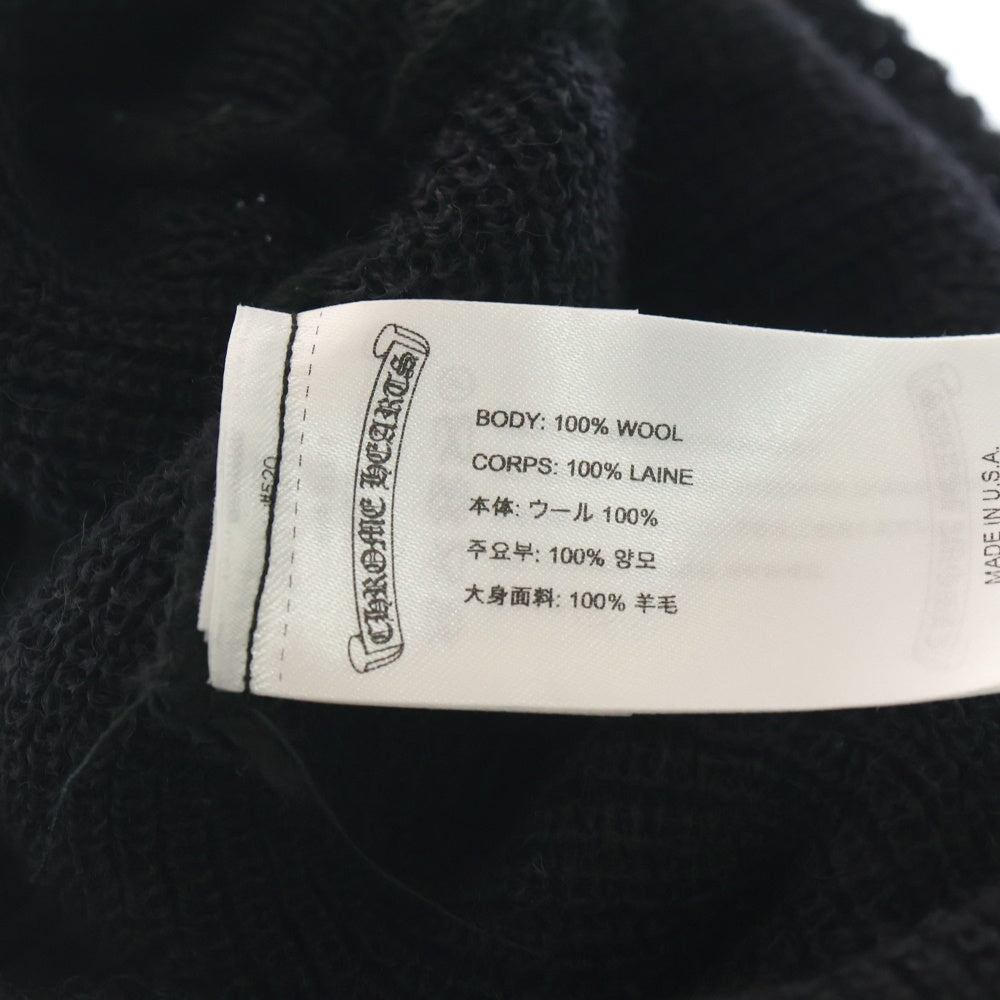 #520
CHROME HEARTS
BODY: 100% WOOL
CORPS: 100% LAINE
本体: ウール 100%
주요부: 100% 양모
大身面料: 100% 羊毛
MADE IN U.S.A.